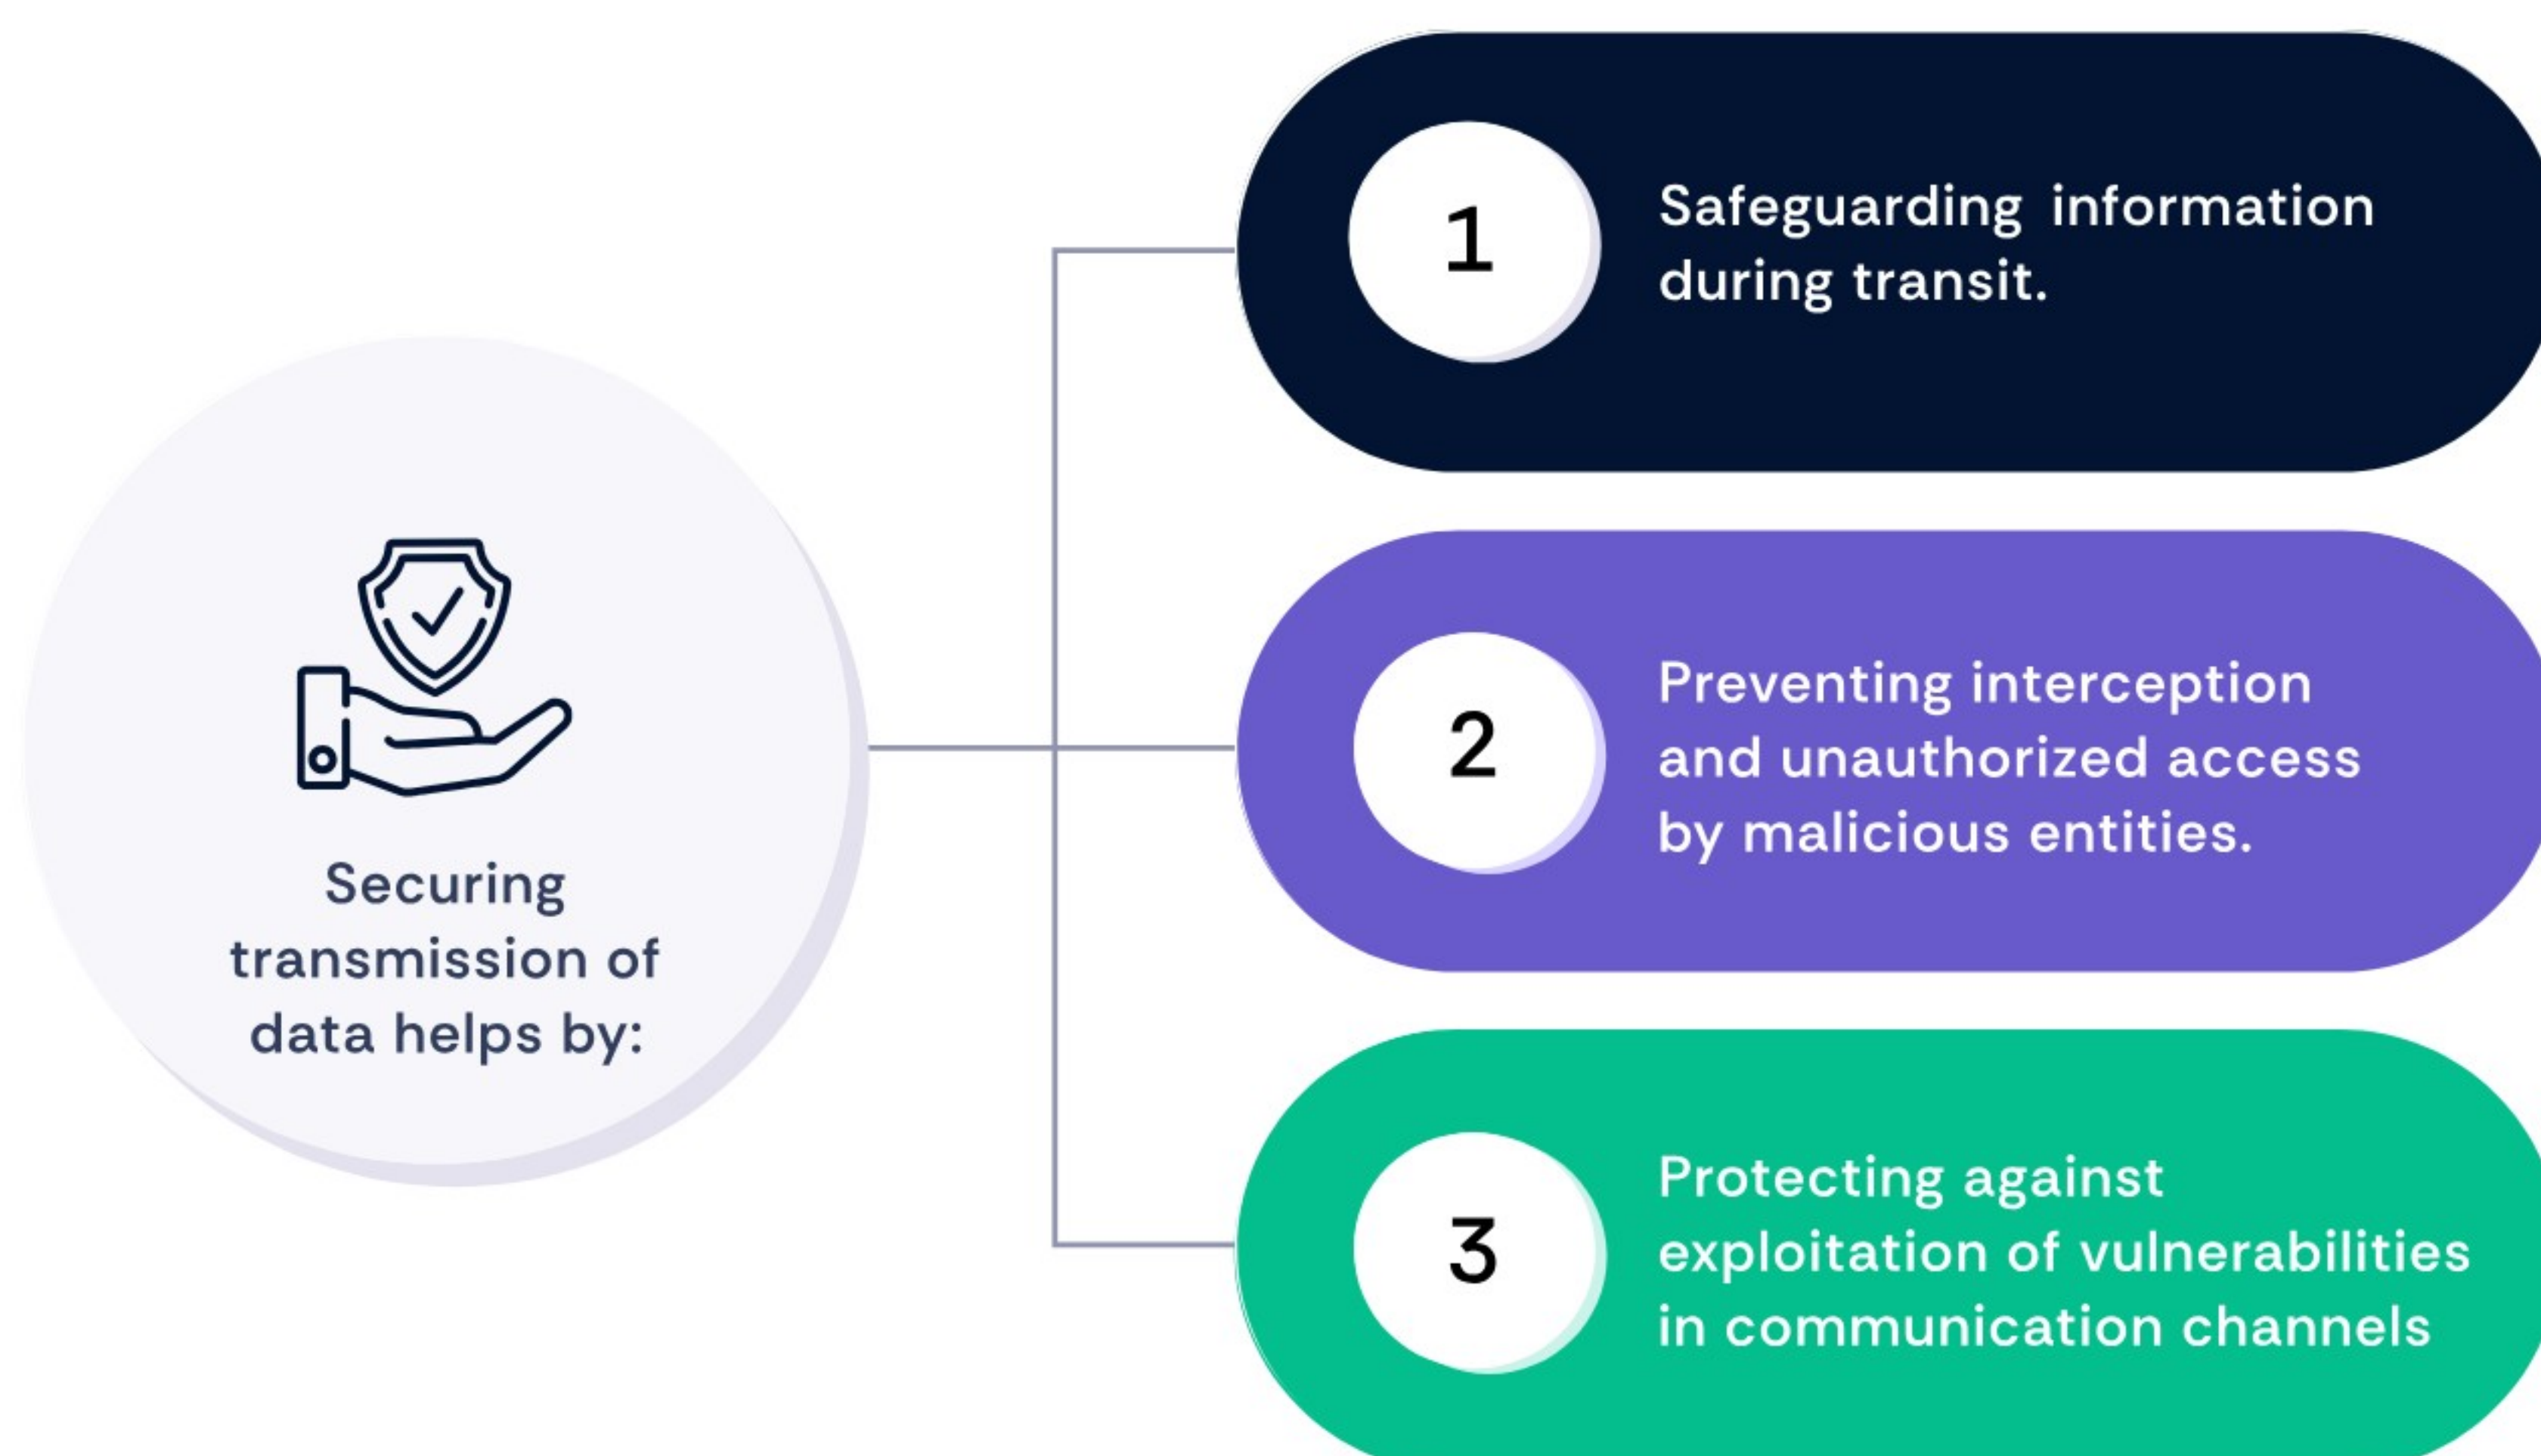 Securing
transmission of
data helps by:
1
Safeguarding information
during transit.
2
Preventing interception
and unauthorized access
by malicious entities.
3
Protecting against
exploitation of vulnerabilities
in communication channels